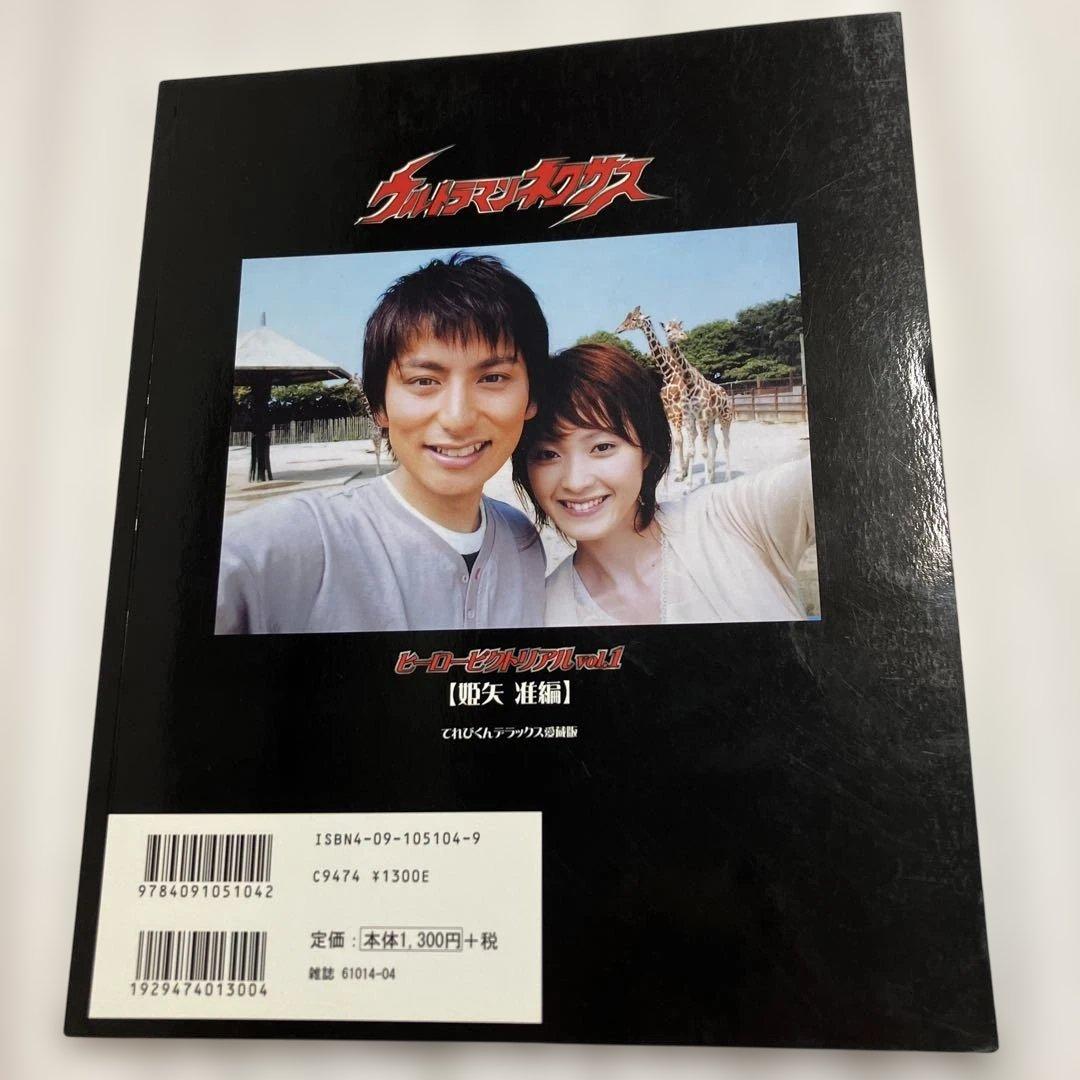 ウルトラマンネクサス
ヒーローピクトリアル vol.1
【姫矢 准編】
てれびくんデラックス愛蔵版
ISBN4-09-105104-9
9784091051042
C9474 ¥1300E
定価：本体1,300円＋税
雑誌 61014-04
1929474013004